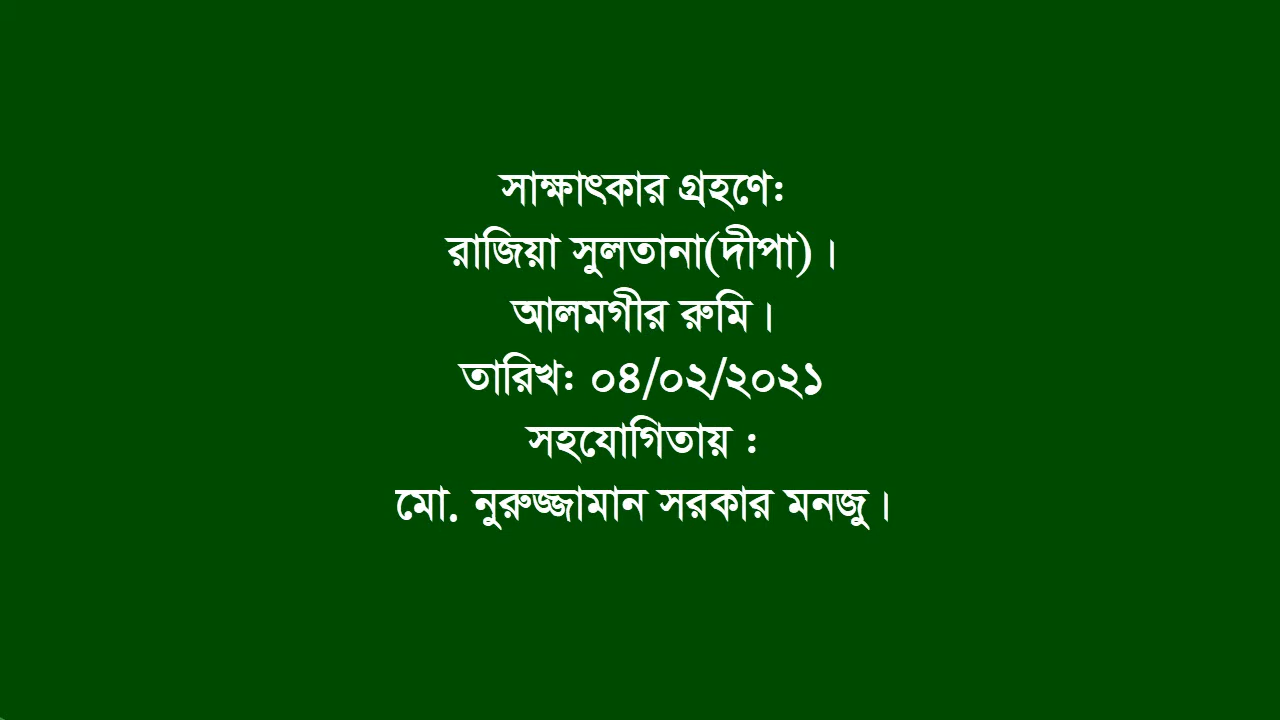 সাক্ষাৎকার গ্রহণে:
রাজিয়া সুলতানা(দীপা)।
আলমগীর রুমি।
তারিখ: ০৪/০২/২০২১
সহযোগিতায় :
মো. নুরুজ্জামান সরকার মনজু।